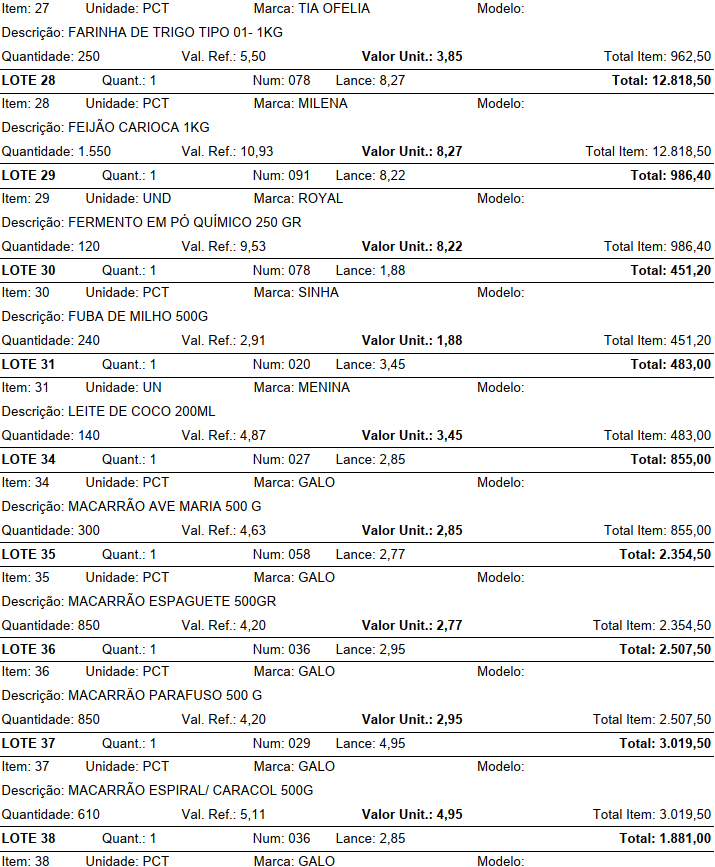 Item: 27 Unidade: PCT Marca: TIA OFELIA Modelo:
Descrição: FARINHA DE TRIGO TIPO 01- 1KG
Quantidade: 250 Val. Ref.: 5,50 Valor Unit.: 3,85 Total Item: 962,50
LOTE 28 Quant.: 1 Num: 078 Lance: 8,27 Total: 12.818,50
Item: 28 Unidade: PCT Marca: MILENA Modelo:
Descrição: FEIJÃO CARIOCA 1KG
Quantidade: 1.550 Val. Ref.: 10,93 Valor Unit.: 8,27 Total Item: 12.818,50
LOTE 29 Quant.: 1 Num: 091 Lance: 8,22 Total: 986,40
Item: 29 Unidade: UND Marca: ROYAL Modelo:
Descrição: FERMENTO EM PÓ QUÍMICO 250 GR
Quantidade: 120 Val. Ref.: 9,53 Valor Unit.: 8,22 Total Item: 986,40
LOTE 30 Quant.: 1 Num: 078 Lance: 1,88 Total: 451,20
Item: 30 Unidade: PCT Marca: SINHA Modelo:
Descrição: FUBA DE MILHO 500G
Quantidade: 240 Val. Ref.: 2,91 Valor Unit.: 1,88 Total Item: 451,20
LOTE 31 Quant.: 1 Num: 020 Lance: 3,45 Total: 483,00
Item: 31 Unidade: UN Marca: MENINA Modelo:
Descrição: LEITE DE COCO 200ML
Quantidade: 140 Val. Ref.: 4,87 Valor Unit.: 3,45 Total Item: 483,00
LOTE 34 Quant.: 1 Num: 027 Lance: 2,85 Total: 855,00
Item: 34 Unidade: PCT Marca: GALO Modelo:
Descrição: MACARRÃO AVE MARIA 500 G
Quantidade: 300 Val. Ref.: 4,63 Valor Unit.: 2,85 Total Item: 855,00
LOTE 35 Quant.: 1 Num: 058 Lance: 2,77 Total: 2.354,50
Item: 35 Unidade: PCT Marca: GALO Modelo:
Descrição: MACARRÃO ESPAGUETE 500GR
Quantidade: 850 Val. Ref.: 4,20 Valor Unit.: 2,77 Total Item: 2.354,50
LOTE 36 Quant.: 1 Num: 036 Lance: 2,95 Total: 2.507,50
Item: 36 Unidade: PCT Marca: GALO Modelo:
Descrição: MACARRÃO PARAFUSO 500 G
Quantidade: 850 Val. Ref.: 4,20 Valor Unit.: 2,95 Total Item: 2.507,50
LOTE 37 Quant.: 1 Num: 029 Lance: 4,95 Total: 3.019,50
Item: 37 Unidade: PCT Marca: GALO Modelo:
Descrição: MACARRÃO ESPIRAL/ CARACOL 500G
Quantidade: 610 Val. Ref.: 5,11 Valor Unit.: 4,95 Total Item: 3.019,50
LOTE 38 Quant.: 1 Num: 036 Lance: 2,85 Total: 1.881,00
Item: 38 Unidade: PCT Marca: GALO Modelo: